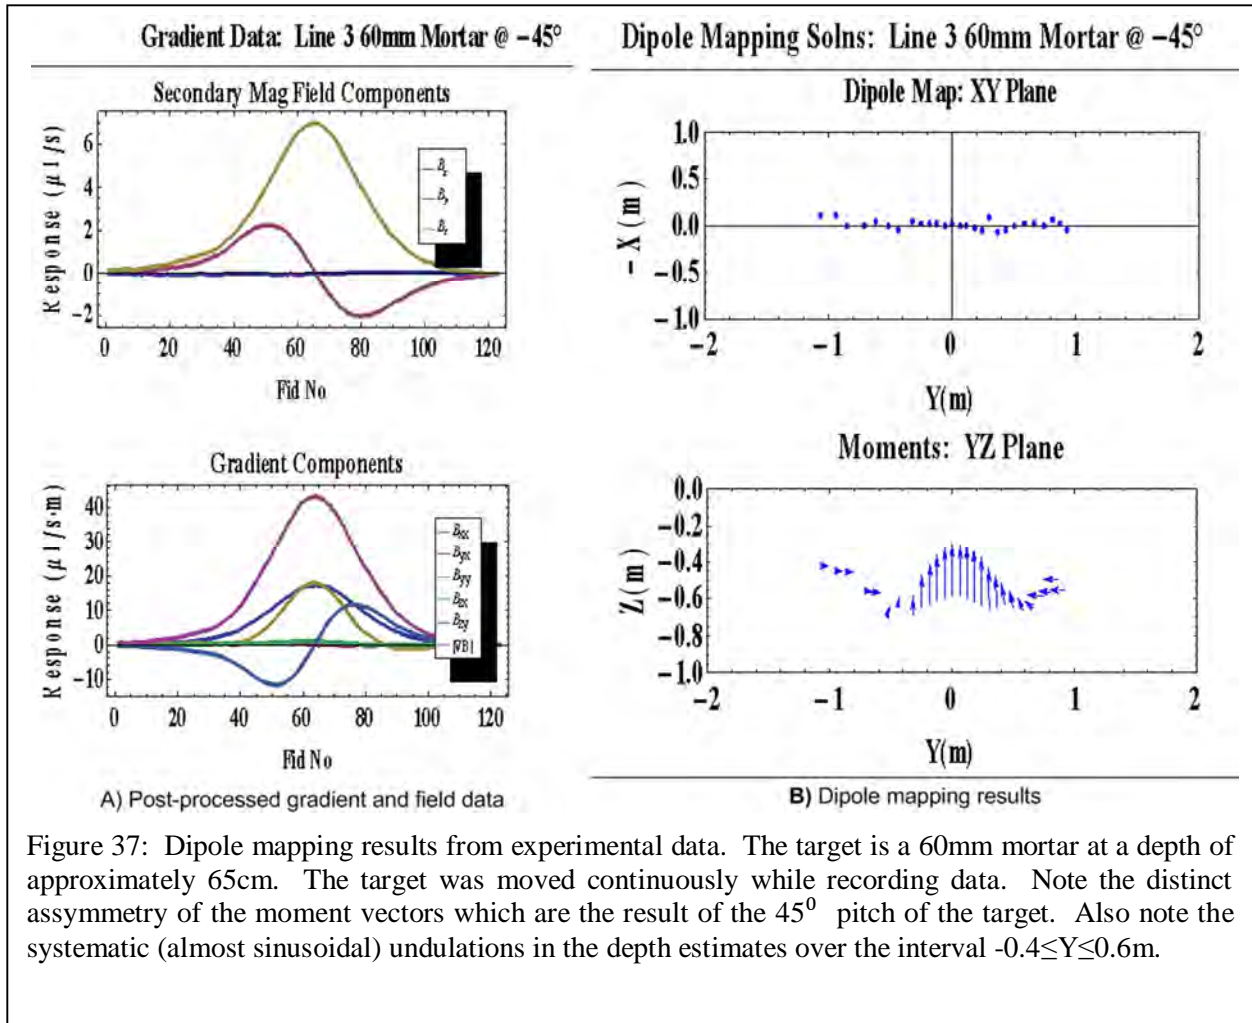 Gradient Data: Line 3 60mm Mortar @ −45°
Secondary Mag Field Components
Response (μT/s)
6
4
2
0
−2
0 20 40 60 80 100 120
Fid No
Gradient Components
Response (μT/s·m)
40
30
20
10
0
−10
B_xx
B_yx
B_yy
B_zx
B_zy
|∇B|
0 20 40 60 80 100 120
Fid No
A) Post-processed gradient and field data
Dipole Mapping Solns: Line 3 60mm Mortar @ −45°
Dipole Map: XY Plane
−X (m)
1.0
0.5
0.0
−0.5
−1.0
−2 −1 0 1 2
Y(m)
Moments: YZ Plane
Z(m)
0.0
−0.2
−0.4
−0.6
−0.8
−1.0
−2 −1 0 1 2
Y(m)
B) Dipole mapping results
Figure 37: Dipole mapping results from experimental data. The target is a 60mm mortar at a depth of
approximately 65cm. The target was moved continuously while recording data. Note the distinct
assymmetry of the moment vectors which are the result of the 45⁰ pitch of the target. Also note the
systematic (almost sinusoidal) undulations in the depth estimates over the interval -0.4≤Y≤0.6m.